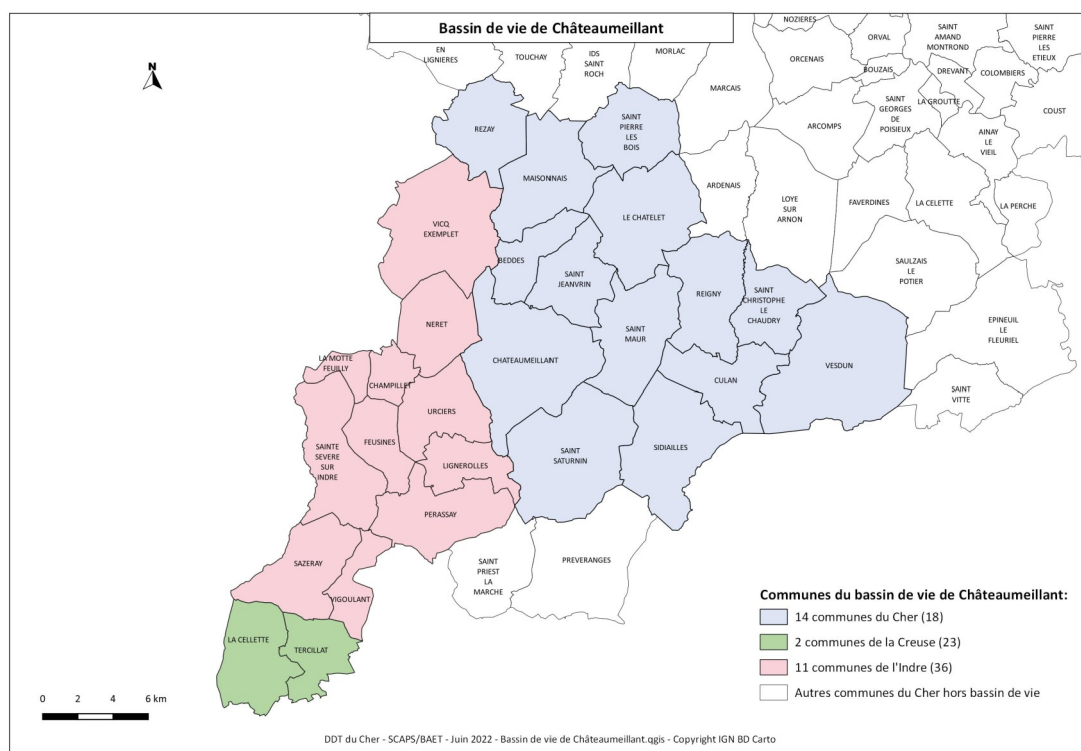 Bassin de vie de Châteaumeillant
N
EN
LIGNIERES
TOUCHAY
IDS
SAINT
ROCH
MORLAC
NOZIERES
ORVAL
SAINT
AMAND
MONTROND
SAINT
PIERRE
LES
ETIEUX
ORCENAIS
BOUZAIS
DREVANT
COLOMBIERS
MARCAIS
SAINT
GEORGES
DE
POISIEUX
LA GROUTTE
COUST
ARCOMPS
AINAY
LE
VIEIL
REZAY
SAINT
PIERRE
LES
BOIS
MAISONNAIS
ARDENAIS
LOYE
SUR
ARNON
FAVERDINES
LA CELETTE
LA PERCHE
VICQ
EXEMPLET
LE CHATELET
BEDDES
SAINT
JEANVRIN
SAULZAIS
LE
POTIER
REIGNY
SAINT
CHRISTOPHE
LE
CHAUDRY
NERET
SAINT
MAUR
EPINEUIL
LE
FLEURIEL
CHATEAUMEILLANT
LA MOTTE
FEUILLY
CHAMPILLET
CULAN
VESDUN
SAINT
VITTE
URCIERS
SAINTE
SEVERE
SUR
INDRE
FEUSINES
LIGNEROLLES
SAINT
SATURNIN
SIDIAILLES
PERASSAY
SAZERAY
VIGOULANT
SAINT
PRIEST
LA
MARCHE
PREVERANGES
LA CELLETTE
TERCILLAT
Communes du bassin de vie de Châteaumeillant:
14 communes du Cher (18)
2 communes de la Creuse (23)
11 communes de l'Indre (36)
Autres communes du Cher hors bassin de vie
0 2 4 6 km
DDT du Cher - SCAPS/BAET - Juin 2022 - Bassin de vie de Châteaumeillant.qgis - Copyright IGN BD Carto